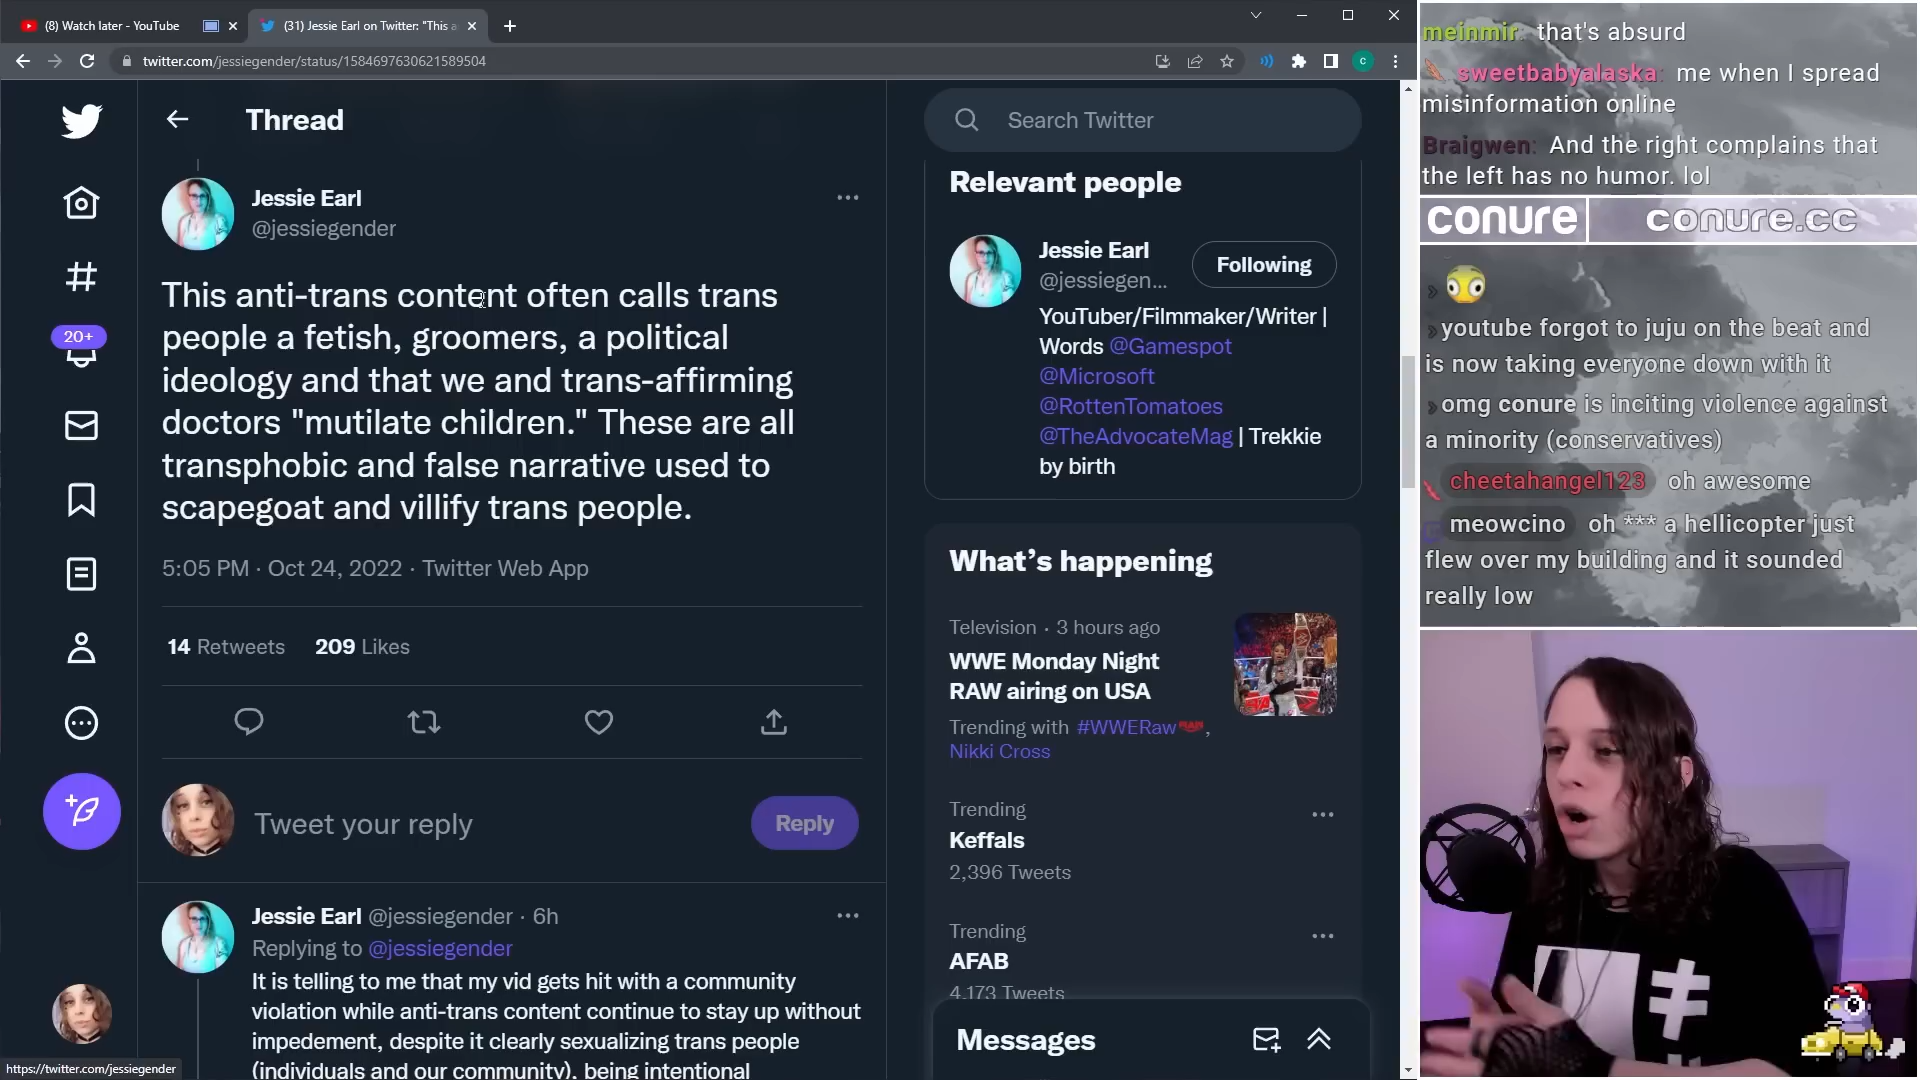 (8) Watch later - YouTube
(31) Jessie Earl on Twitter: "This a
twitter.com/jessiegender/status/1584697630621589504
C
Thread
Jessie Earl
@jessiegender
This anti-trans content often calls trans
people a fetish, groomers, a political
ideology and that we and trans-affirming
doctors "mutilate children." These are all
transphobic and false narrative used to
scapegoat and villify trans people.
5:05 PM · Oct 24, 2022 · Twitter Web App
14 Retweets 209 Likes
Tweet your reply
Reply
Jessie Earl @jessiegender · 6h
Replying to @jessiegender
It is telling to me that my vid gets hit with a community
violation while anti-trans content continue to stay up without
impedement, despite it clearly sexualizing trans people
(individuals and our community), being intentional
20+
https://twitter.com/jessiegender
Search Twitter
Relevant people
Jessie Earl
@jessiegen...
Following
YouTuber/Filmmaker/Writer |
Words @Gamespot
@Microsoft
@RottenTomatoes
@TheAdvocateMag | Trekkie
by birth
What's happening
Television · 3 hours ago
WWE Monday Night
RAW airing on USA
Trending with #WWERaw,
Nikki Cross
Trending
Keffals
2,396 Tweets
Trending
AFAB
4,173 Tweets
Messages
meinmir: that's absurd
sweetbabyalaska: me when I spread
misinformation online
Braigwen: And the right complains that
the left has no humor. lol
conure conure.cc
youtube forgot to juju on the beat and
is now taking everyone down with it
omg conure is inciting violence against
a minority (conservatives)
cheetahangel123 oh awesome
meowcino oh *** a hellicopter just
flew over my building and it sounded
really low